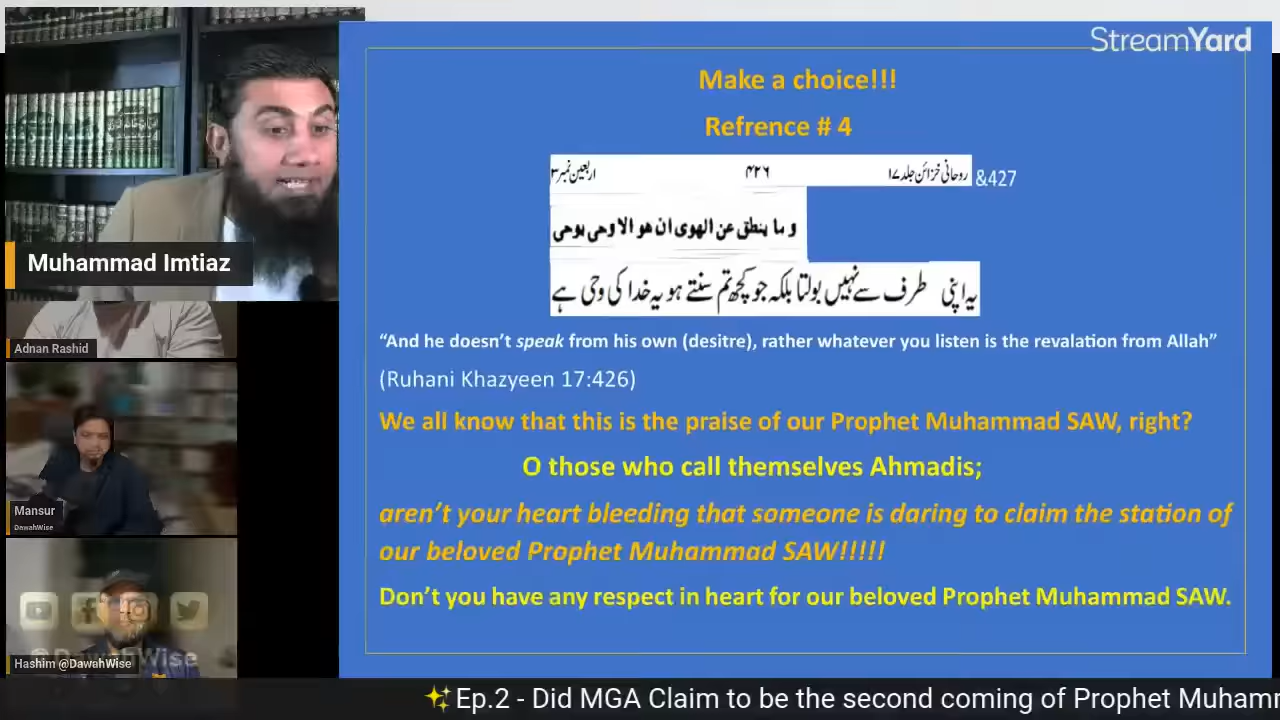 StreamYard
Make a choice!!!
Refrence # 4
روحانی خزائن جلد ۱۷ ۴۲۶ اربعین نمبر ۳
&427
و ما ینطق عن الهوى ان هو الا وحی یوحی
یہ اپنی طرف سے نہیں بولتا بلکہ جو کچھ تم سنتے ہو یہ خدا کی وحی ہے
“And he doesn’t speak from his own (desitre), rather whatever you listen is the revalation from Allah”
(Ruhani Khazyeen 17:426)
We all know that this is the praise of our Prophet Muhammad SAW, right?
O those who call themselves Ahmadis;
aren’t your heart bleeding that someone is daring to claim the station of
our beloved Prophet Muhammad SAW!!!!!
Don’t you have any respect in heart for our beloved Prophet Muhammad SAW.
Muhammad Imtiaz
Adnan Rashid
Mansur
DawahWise
@DawahWise
Hashim @DawahWise
✨Ep.2 - Did MGA Claim to be the second coming of Prophet Muham